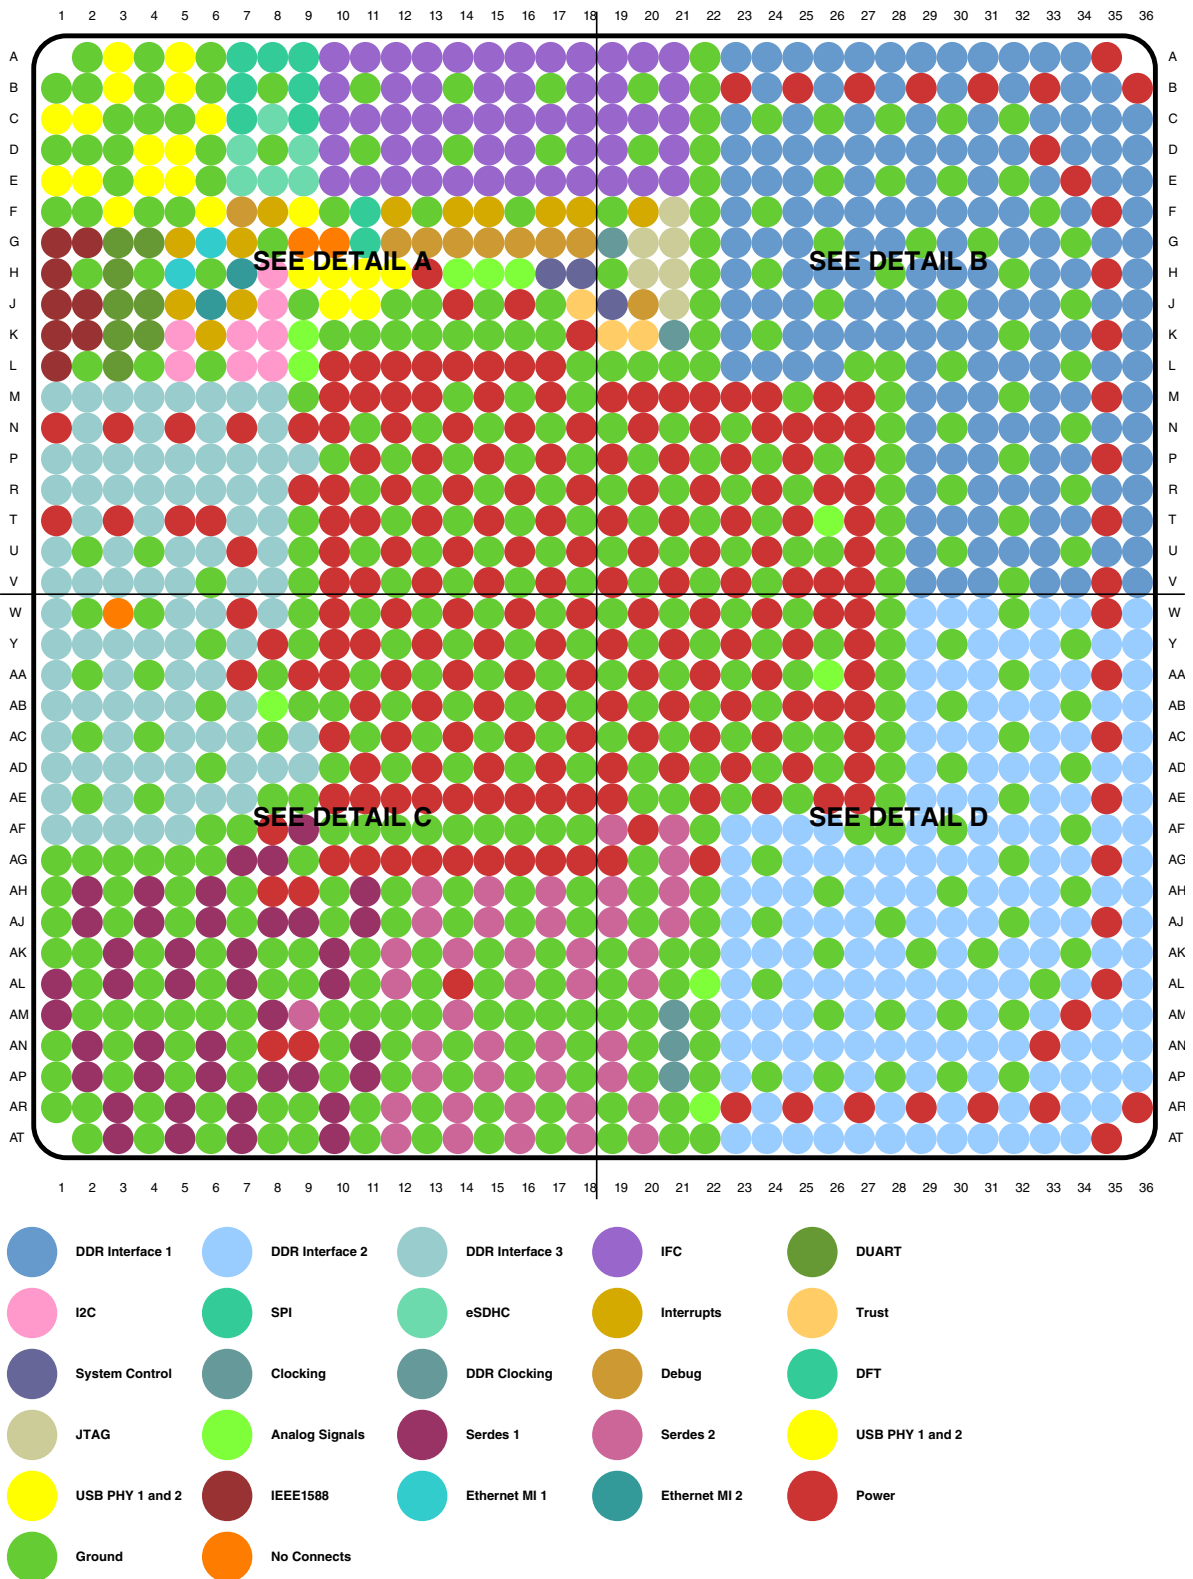 1 2 3 4 5 6 7 8 9 10 11 12 13 14 15 16 17 18 19 20 21 22 23 24 25 26 27 28 29 30 31 32 33 34 35 36
A A
B B
C C
D D
E E
F F
G G
SEE DETAIL A SEE DETAIL B
H H
J J
K K
L L
M M
N N
P P
R R
T T
U U
V V
W W
Y Y
AA AA
AB AB
AC AC
AD AD
AE AE
SEE DETAIL C SEE DETAIL D
AF AF
AG AG
AH AH
AJ AJ
AK AK
AL AL
AM AM
AN AN
AP AP
AR AR
AT AT
1 2 3 4 5 6 7 8 9 10 11 12 13 14 15 16 17 18 19 20 21 22 23 24 25 26 27 28 29 30 31 32 33 34 35 36
DDR Interface 1 DDR Interface 2 DDR Interface 3 IFC DUART
I2C SPI eSDHC Interrupts Trust
System Control Clocking DDR Clocking Debug DFT
JTAG Analog Signals Serdes 1 Serdes 2 USB PHY 1 and 2
USB PHY 1 and 2 IEEE1588 Ethernet MI 1 Ethernet MI 2 Power
Ground No Connects